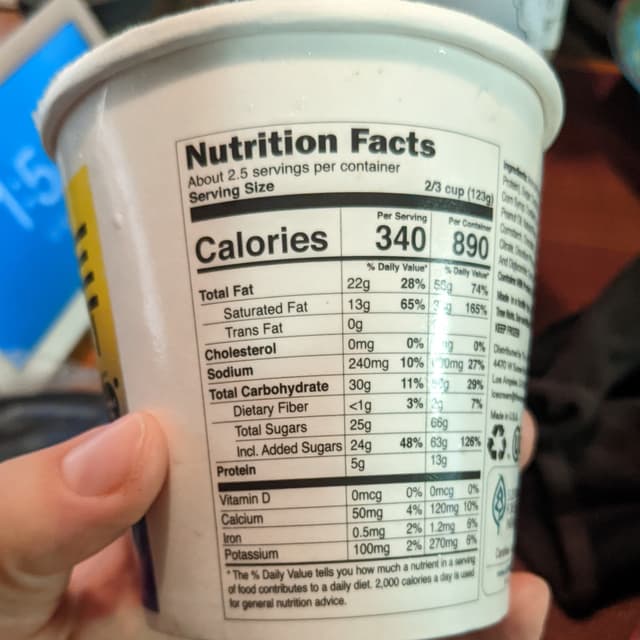 Nutrition Facts
About 2.5 servings per container
Serving Size 2/3 cup (123g)
Per Serving Per Container
Calories 340 890
% Daily Value* % Daily Value*
Total Fat 22g 28% 74%
Saturated Fat 13g 65% 165%
Trans Fat 0g
Cholesterol 0mg 0% 0%
Sodium 240mg 10% 27%
Total Carbohydrate 30g 11% 29%
Dietary Fiber <1g 3% 2g 7%
Total Sugars 25g 66g
Incl. Added Sugars 24g 48% 63g 126%
Protein 5g 13g
Vitamin D 0mcg 0% 0mcg 0%
Calcium 50mg 4% 120mg 10%
Iron 0.5mg 2% 1.2mg 6%
Potassium 100mg 2% 270mg 6%
*The % Daily Value tells you how much a nutrient in a serving
of food contributes to a daily diet. 2,000 calories a day is used
for general nutrition advice.
KEEP FROZEN
Los Angeles,
Made in U.S.A.